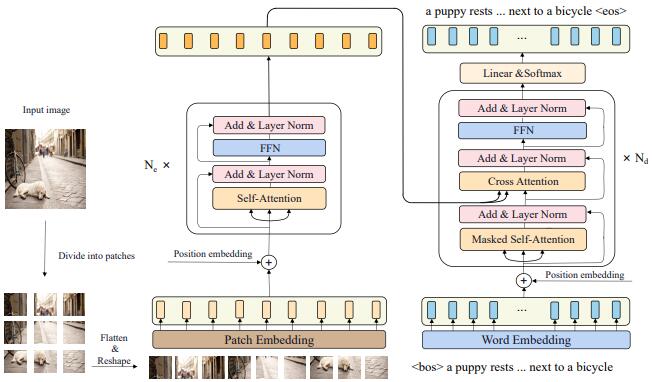 a puppy rests ... next to a bicycle <eos>
...
Linear &Softmax
Input image
Add & Layer Norm
FFN
Add & Layer Norm
Self-Attention
Nₑ ×
Add & Layer Norm
FFN
Add & Layer Norm
Cross Attention
Add & Layer Norm
Masked Self-Attention
× N_d
Divide into patches
Position embedding
+
+
Position embedding
...
Flatten
&
Reshape
Patch Embedding
Word Embedding
<bos> a puppy rests ... next to a bicycle